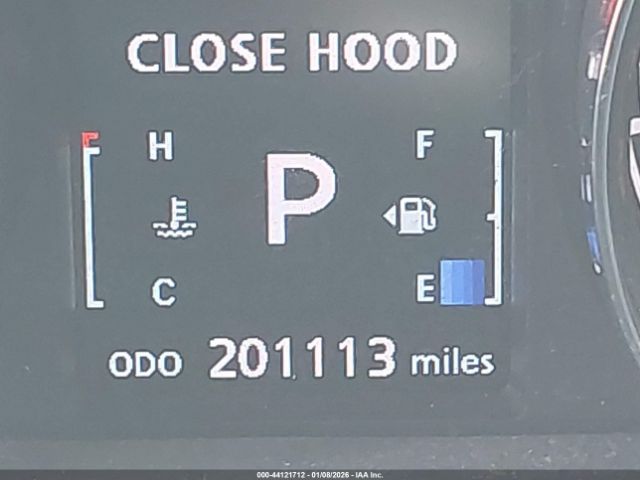 CLOSE HOOD
H P F
C E
ODO 201113 miles
000-44121712 - 01/08/2026 - IAA Inc.